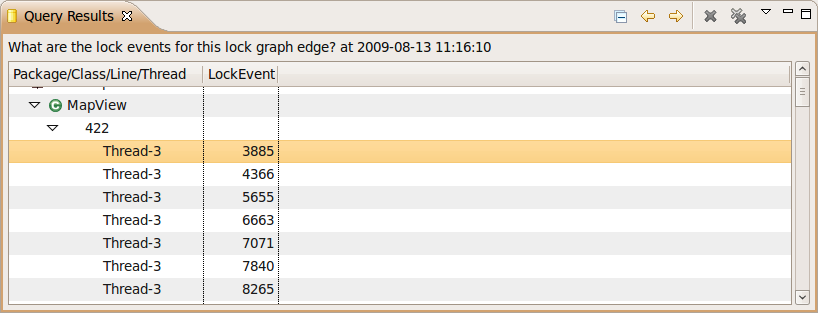 Query Results
What are the lock events for this lock graph edge? at 2009-08-13 11:16:10
Package/Class/Line/Thread LockEvent
C MapView
422
Thread-3 3885
Thread-3 4366
Thread-3 5655
Thread-3 6663
Thread-3 7071
Thread-3 7840
Thread-3 8265